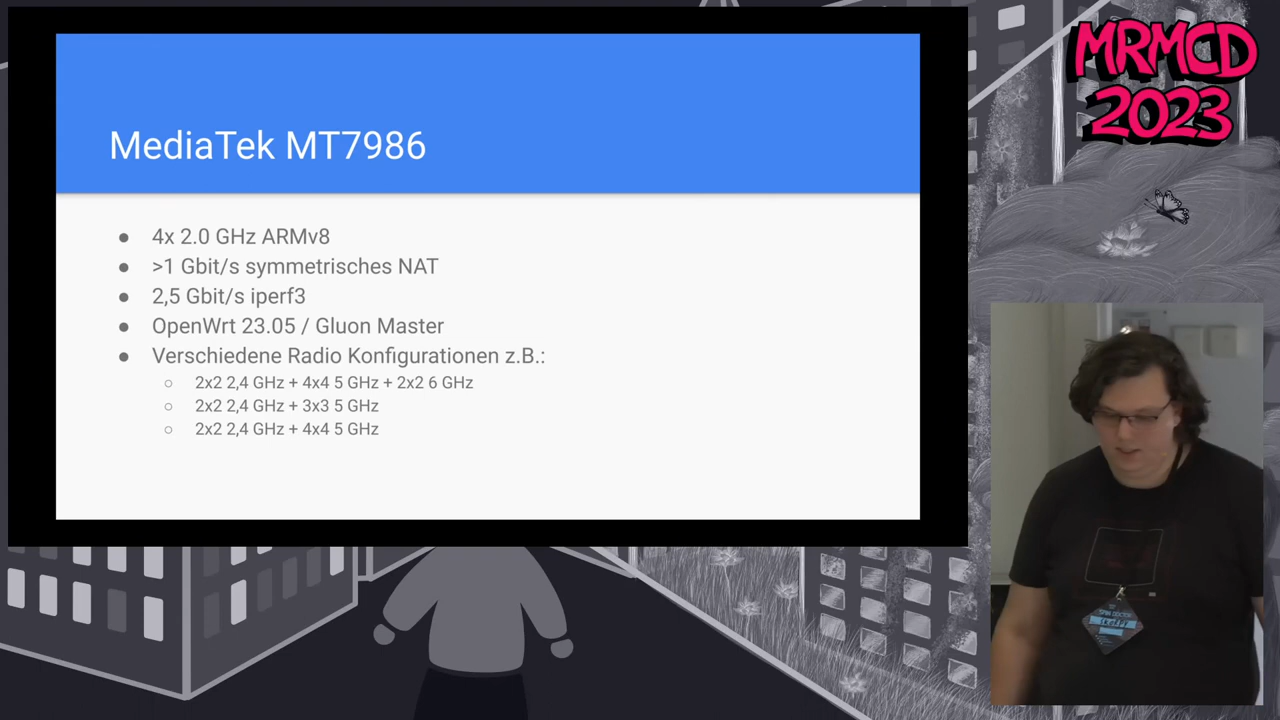 MediaTek MT7986
● 4x 2.0 GHz ARMv8
● >1 Gbit/s symmetrisches NAT
● 2,5 Gbit/s iperf3
● OpenWrt 23.05 / Gluon Master
● Verschiedene Radio Konfigurationen z.B.:
○ 2x2 2,4 GHz + 4x4 5 GHz + 2x2 6 GHz
○ 2x2 2,4 GHz + 3x3 5 GHz
○ 2x2 2,4 GHz + 4x4 5 GHz
MRMCD
2023